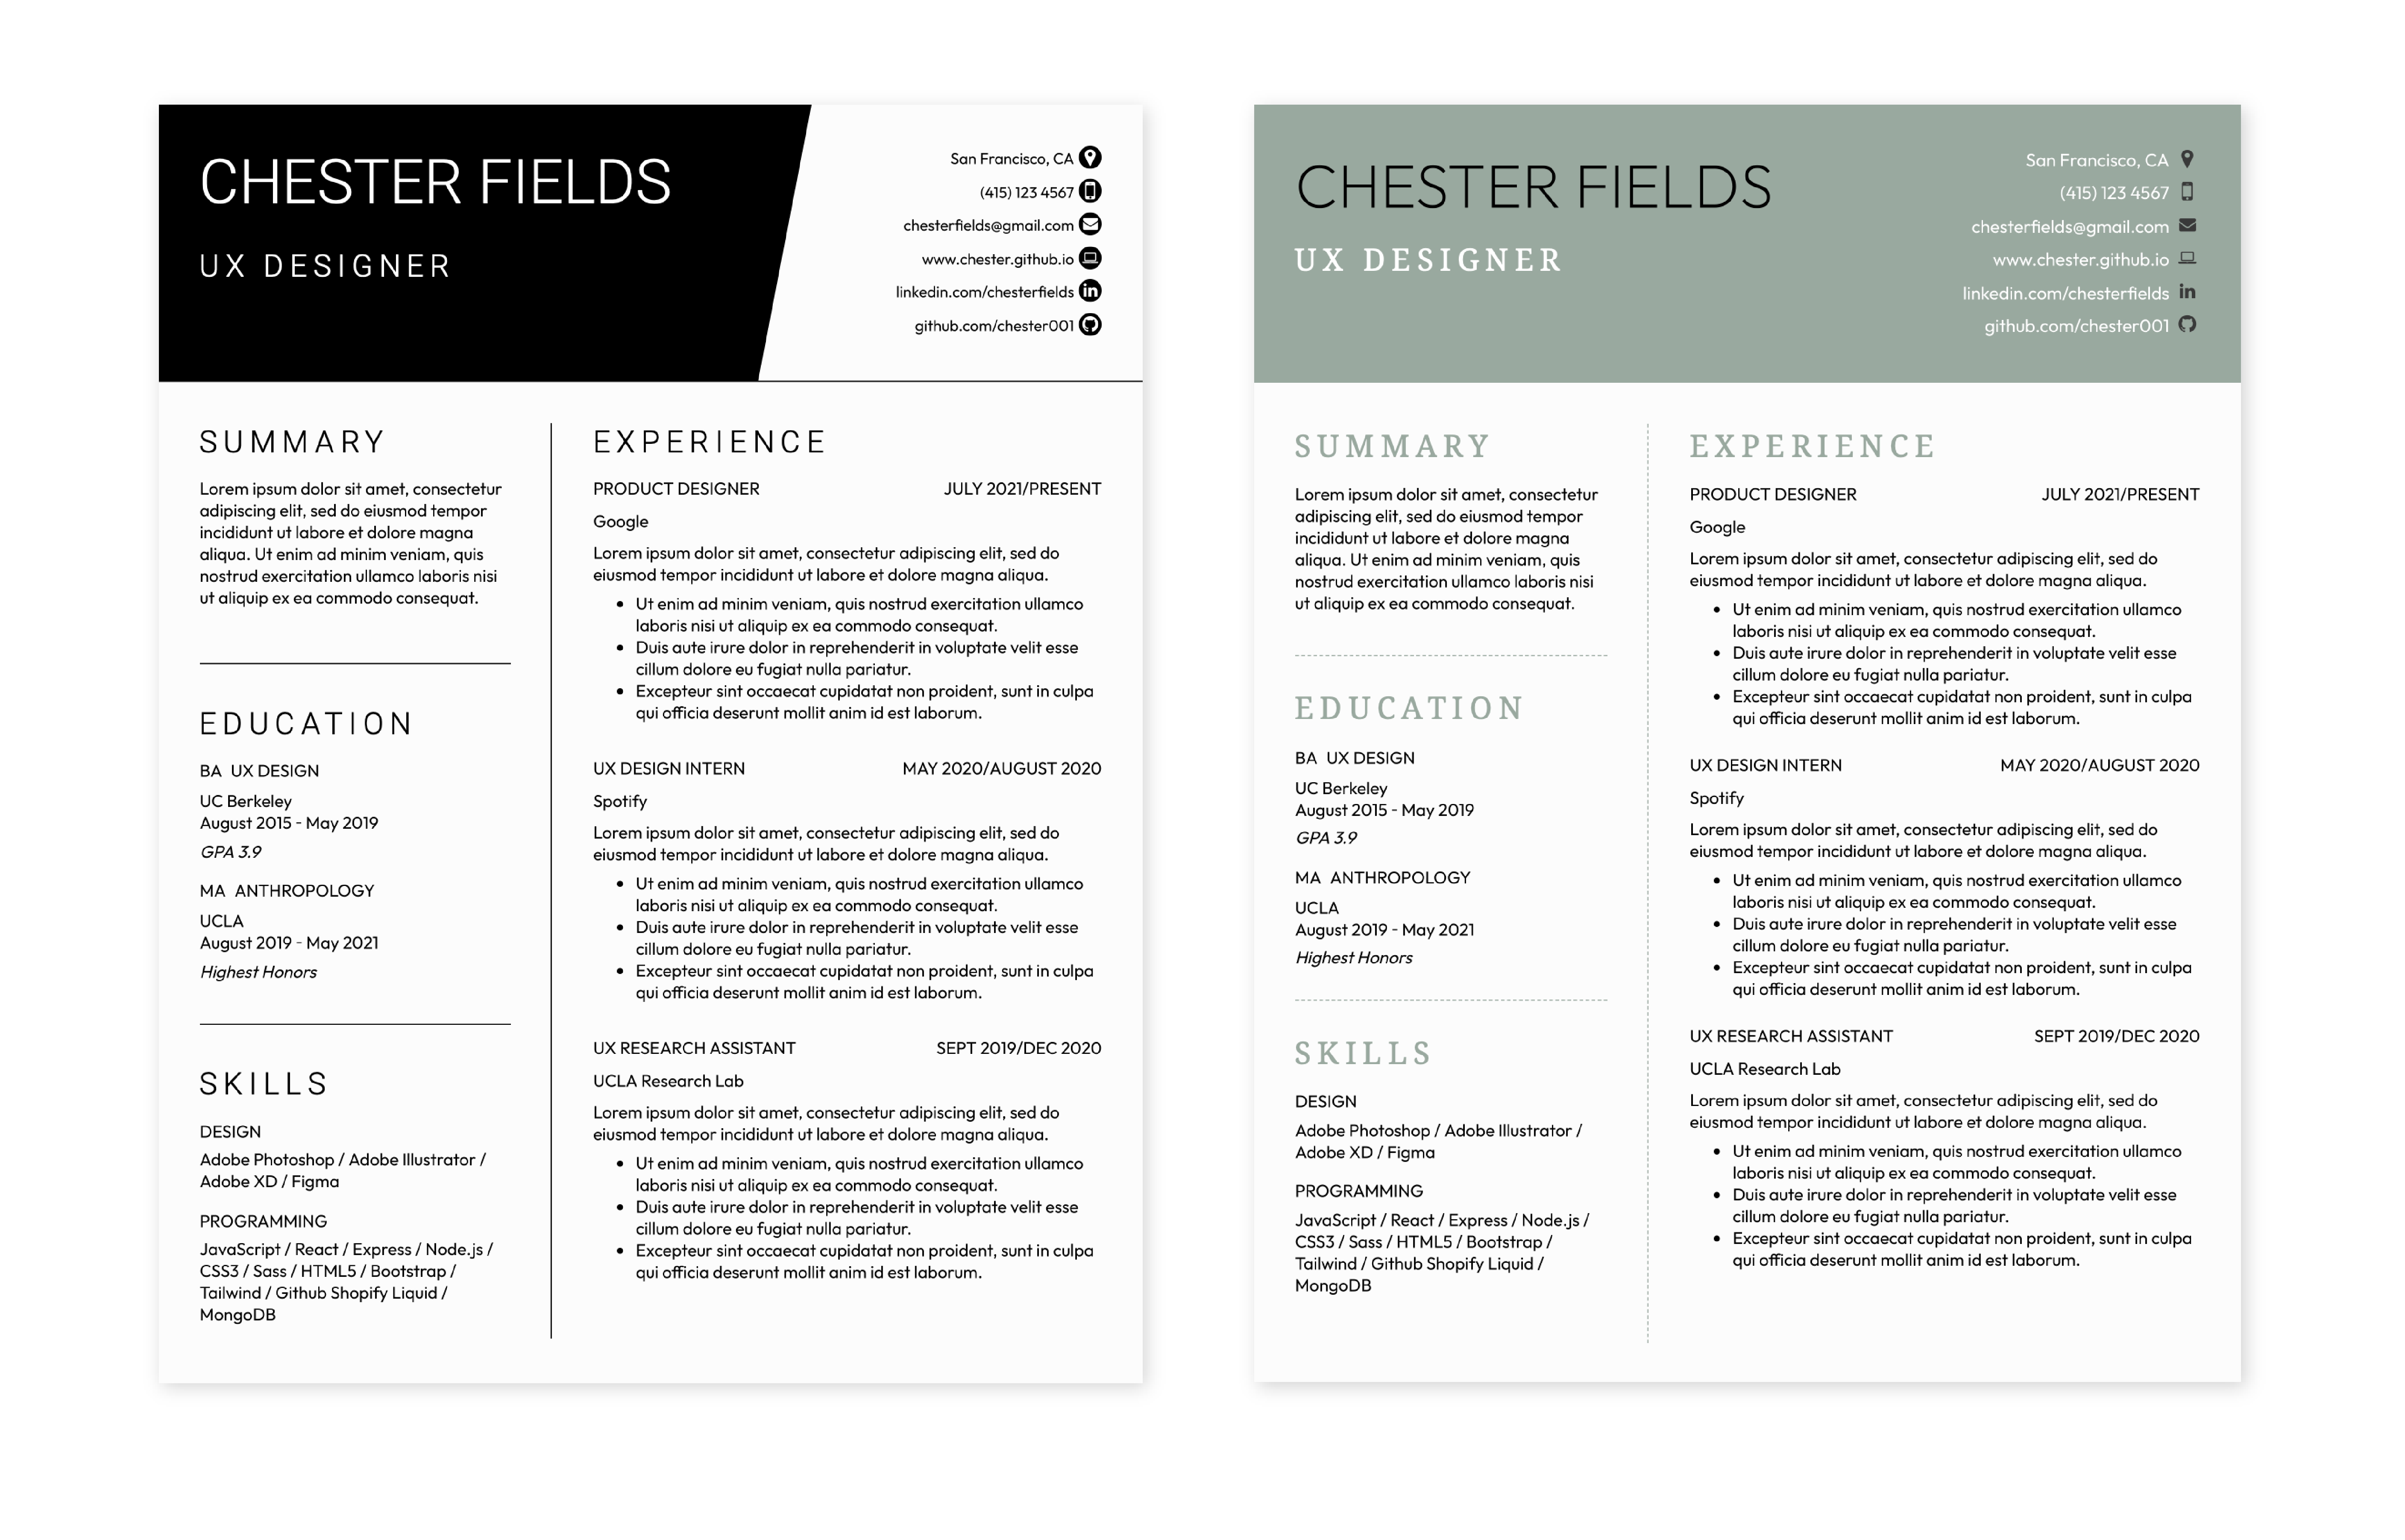 CHESTER FIELDS
UX DESIGNER
San Francisco, CA
(415) 123 4567
chesterfields@gmail.com
www.chester.github.io
linkedin.com/chesterfields
github.com/chester001
SUMMARY
Lorem ipsum dolor sit amet, consectetur
adipiscing elit, sed do eiusmod tempor
incididunt ut labore et dolore magna
aliqua. Ut enim ad minim veniam, quis
nostrud exercitation ullamco laboris nisi
ut aliquip ex ea commodo consequat.
EDUCATION
BA  UX DESIGN
UC Berkeley
August 2015 - May 2019
GPA 3.9
MA  ANTHROPOLOGY
UCLA
August 2019 - May 2021
Highest Honors
SKILLS
DESIGN
Adobe Photoshop / Adobe Illustrator /
Adobe XD / Figma
PROGRAMMING
JavaScript / React / Express / Node.js /
CSS3 / Sass / HTML5 / Bootstrap /
Tailwind / Github Shopify Liquid /
MongoDB
EXPERIENCE
PRODUCT DESIGNER JULY 2021/PRESENT
Google
Lorem ipsum dolor sit amet, consectetur adipiscing elit, sed do
eiusmod tempor incididunt ut labore et dolore magna aliqua.
• Ut enim ad minim veniam, quis nostrud exercitation ullamco
laboris nisi ut aliquip ex ea commodo consequat.
• Duis aute irure dolor in reprehenderit in voluptate velit esse
cillum dolore eu fugiat nulla pariatur.
• Excepteur sint occaecat cupidatat non proident, sunt in culpa
qui officia deserunt mollit anim id est laborum.
UX DESIGN INTERN MAY 2020/AUGUST 2020
Spotify
Lorem ipsum dolor sit amet, consectetur adipiscing elit, sed do
eiusmod tempor incididunt ut labore et dolore magna aliqua.
• Ut enim ad minim veniam, quis nostrud exercitation ullamco
laboris nisi ut aliquip ex ea commodo consequat.
• Duis aute irure dolor in reprehenderit in voluptate velit esse
cillum dolore eu fugiat nulla pariatur.
• Excepteur sint occaecat cupidatat non proident, sunt in culpa
qui officia deserunt mollit anim id est laborum.
UX RESEARCH ASSISTANT SEPT 2019/DEC 2020
UCLA Research Lab
Lorem ipsum dolor sit amet, consectetur adipiscing elit, sed do
eiusmod tempor incididunt ut labore et dolore magna aliqua.
• Ut enim ad minim veniam, quis nostrud exercitation ullamco
laboris nisi ut aliquip ex ea commodo consequat.
• Duis aute irure dolor in reprehenderit in voluptate velit esse
cillum dolore eu fugiat nulla pariatur.
• Excepteur sint occaecat cupidatat non proident, sunt in culpa
qui officia deserunt mollit anim id est laborum.
CHESTER FIELDS
UX DESIGNER
San Francisco, CA
(415) 123 4567
chesterfields@gmail.com
www.chester.github.io
linkedin.com/chesterfields
github.com/chester001
SUMMARY
Lorem ipsum dolor sit amet, consectetur
adipiscing elit, sed do eiusmod tempor
incididunt ut labore et dolore magna
aliqua. Ut enim ad minim veniam, quis
nostrud exercitation ullamco laboris nisi
ut aliquip ex ea commodo consequat.
EDUCATION
BA  UX DESIGN
UC Berkeley
August 2015 - May 2019
GPA 3.9
MA  ANTHROPOLOGY
UCLA
August 2019 - May 2021
Highest Honors
SKILLS
DESIGN
Adobe Photoshop / Adobe Illustrator /
Adobe XD / Figma
PROGRAMMING
JavaScript / React / Express / Node.js /
CSS3 / Sass / HTML5 / Bootstrap /
Tailwind / Github Shopify Liquid /
MongoDB
EXPERIENCE
PRODUCT DESIGNER JULY 2021/PRESENT
Google
Lorem ipsum dolor sit amet, consectetur adipiscing elit, sed do
eiusmod tempor incididunt ut labore et dolore magna aliqua.
• Ut enim ad minim veniam, quis nostrud exercitation ullamco
laboris nisi ut aliquip ex ea commodo consequat.
• Duis aute irure dolor in reprehenderit in voluptate velit esse
cillum dolore eu fugiat nulla pariatur.
• Excepteur sint occaecat cupidatat non proident, sunt in culpa
qui officia deserunt mollit anim id est laborum.
UX DESIGN INTERN MAY 2020/AUGUST 2020
Spotify
Lorem ipsum dolor sit amet, consectetur adipiscing elit, sed do
eiusmod tempor incididunt ut labore et dolore magna aliqua.
• Ut enim ad minim veniam, quis nostrud exercitation ullamco
laboris nisi ut aliquip ex ea commodo consequat.
• Duis aute irure dolor in reprehenderit in voluptate velit esse
cillum dolore eu fugiat nulla pariatur.
• Excepteur sint occaecat cupidatat non proident, sunt in culpa
qui officia deserunt mollit anim id est laborum.
UX RESEARCH ASSISTANT SEPT 2019/DEC 2020
UCLA Research Lab
Lorem ipsum dolor sit amet, consectetur adipiscing elit, sed do
eiusmod tempor incididunt ut labore et dolore magna aliqua.
• Ut enim ad minim veniam, quis nostrud exercitation ullamco
laboris nisi ut aliquip ex ea commodo consequat.
• Duis aute irure dolor in reprehenderit in voluptate velit esse
cillum dolore eu fugiat nulla pariatur.
• Excepteur sint occaecat cupidatat non proident, sunt in culpa
qui officia deserunt mollit anim id est laborum.